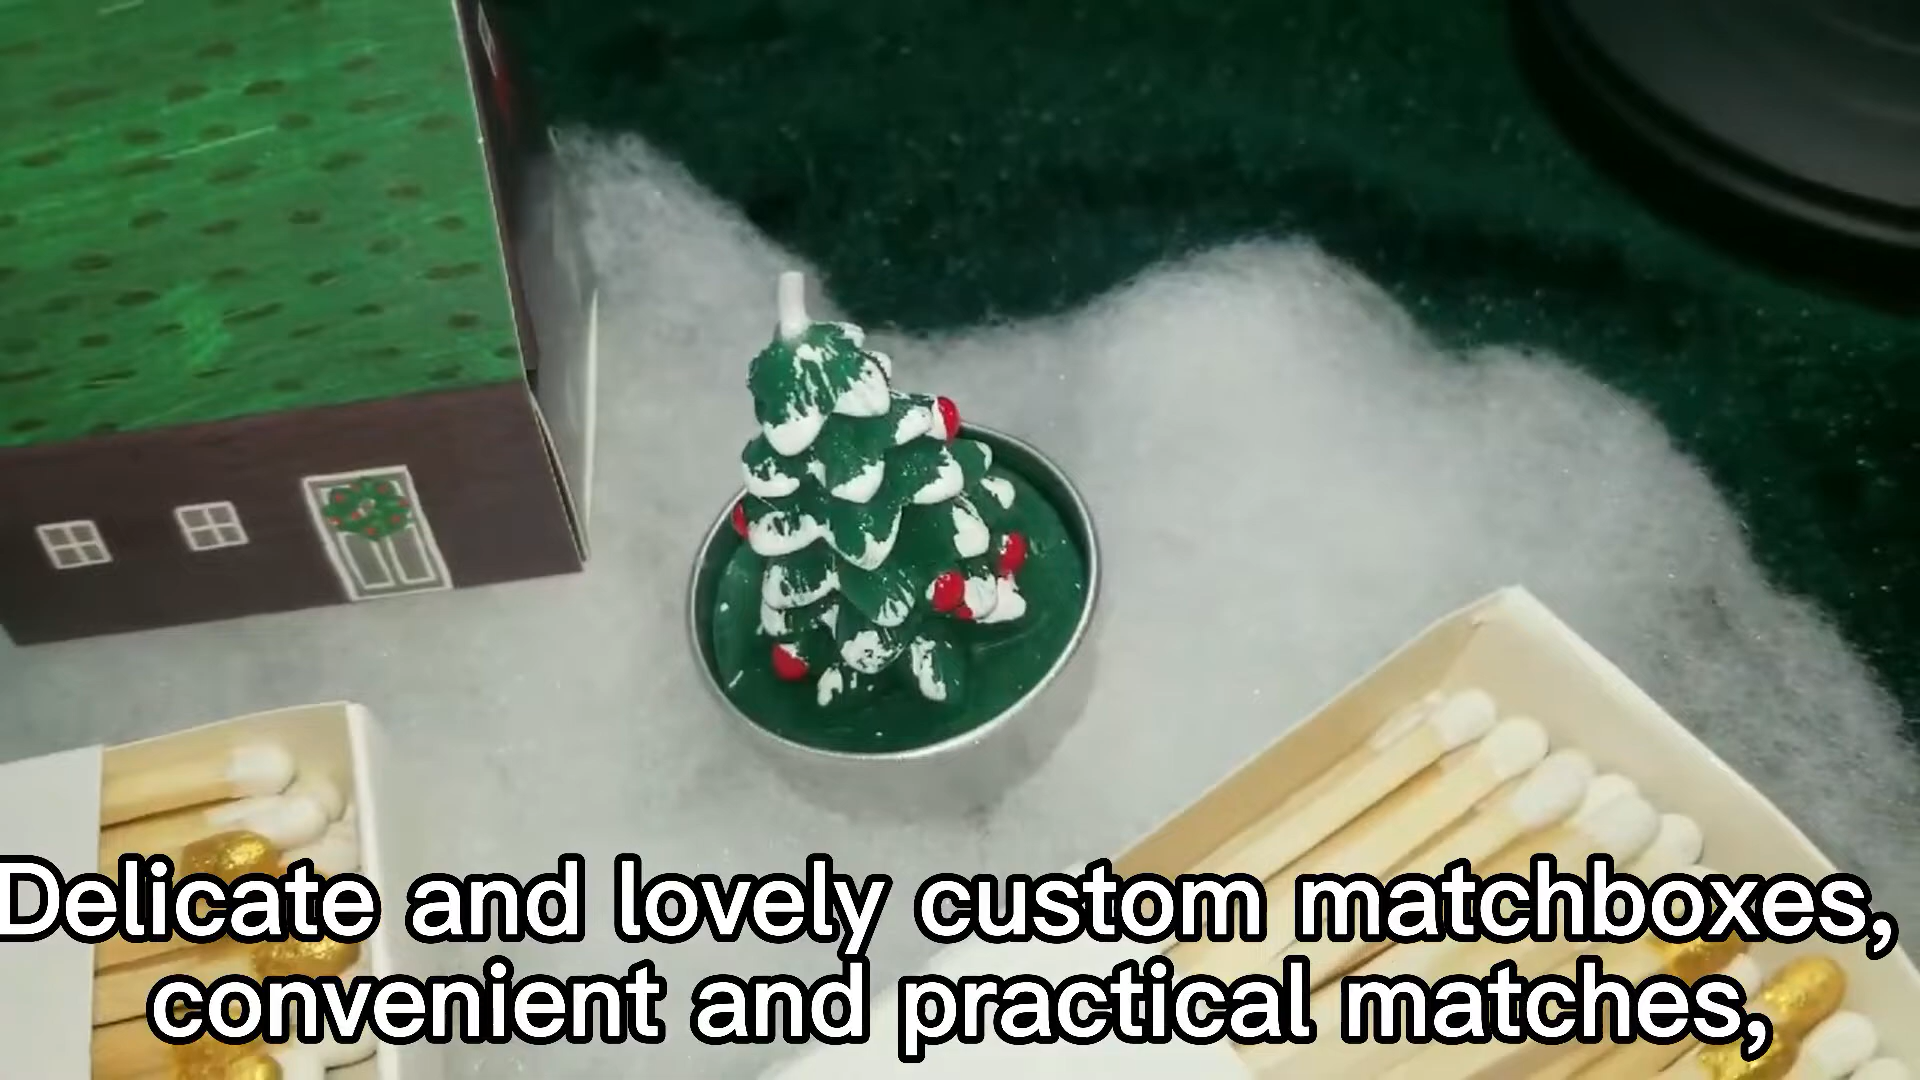 Delicate and lovely custom matchboxes,
convenient and practical matches,